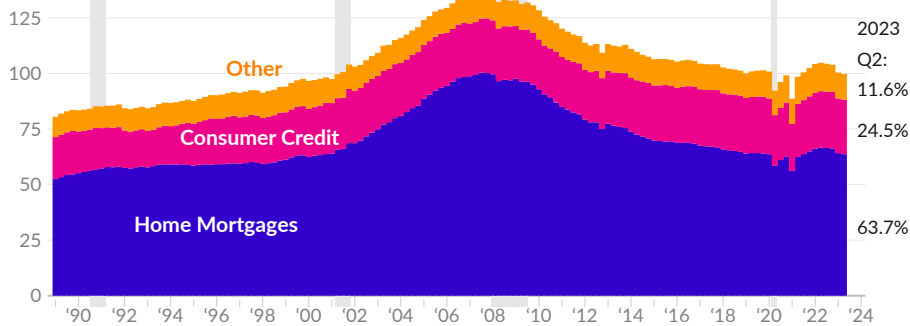 125
2023
Q2:
Other
100
11.6%
Consumer Credit
75
24.5%
50
Home Mortgages
63.7%
25
0
‘90 ‘92 ‘94 ‘96 ‘98 ‘00 ‘02 ‘04 ‘06 ‘08 ‘10 ‘12 ‘14 ‘16 ‘18 ‘20 ‘22 ‘24